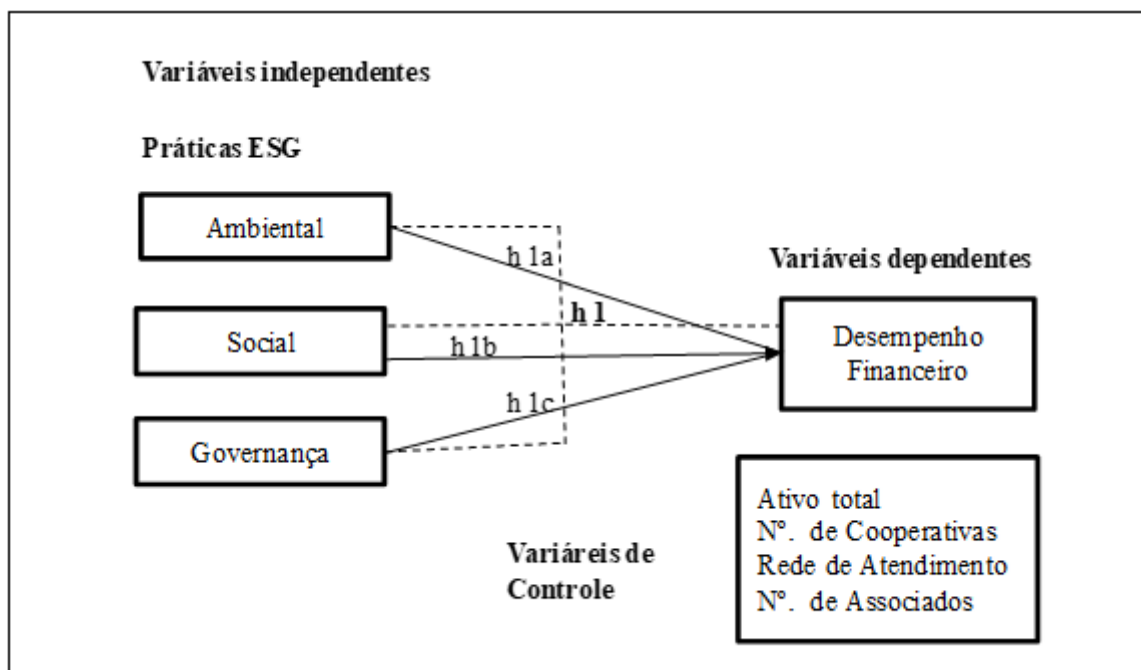 Variáveis independentes
Práticas ESG
Ambiental
h 1a
Variáveis dependentes
h 1
Social
h 1b
Desempenho
Financeiro
h 1c
Governança
Ativo total
Nº. de Cooperativas
Rede de Atendimento
Nº. de Associados
Variáreis de
Controle